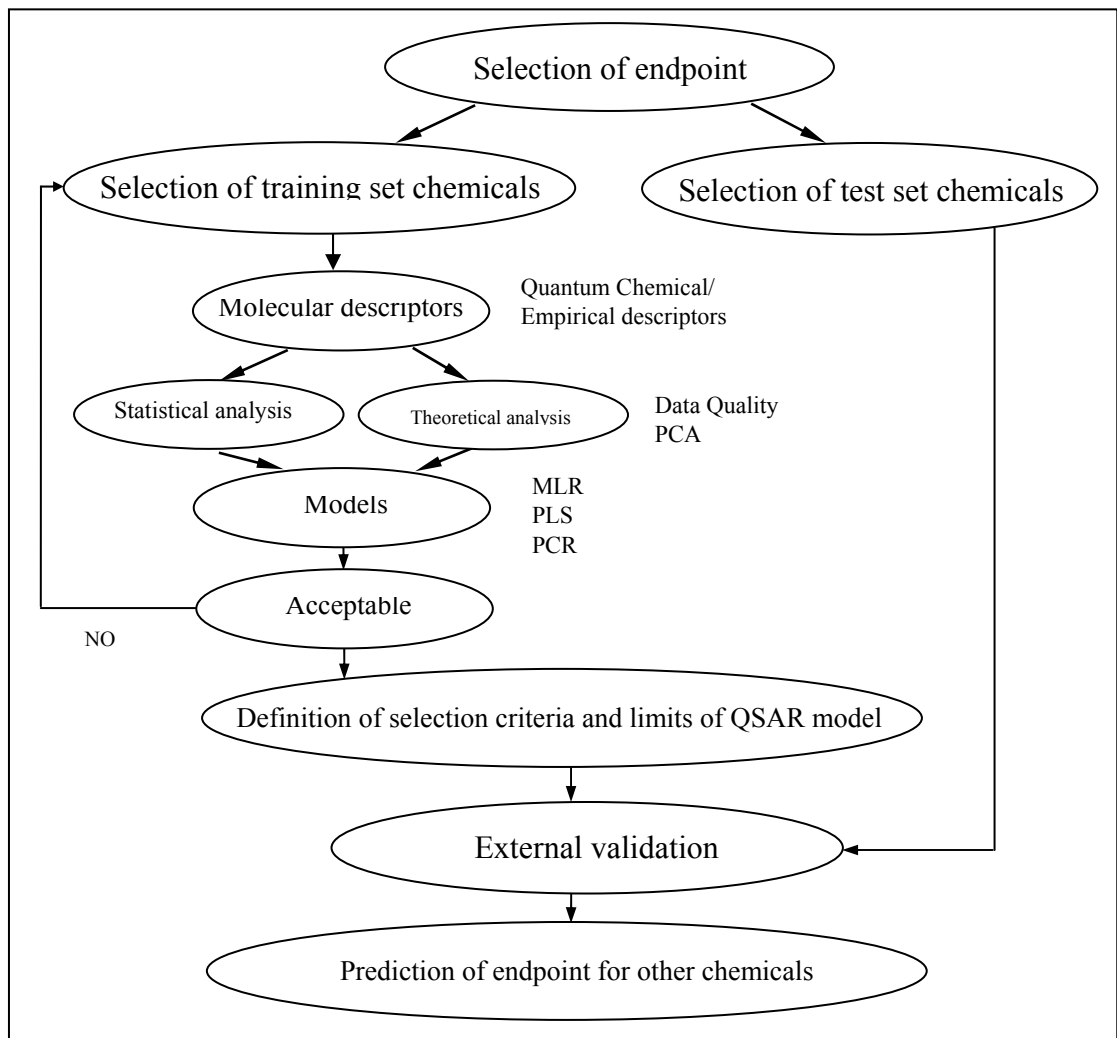 Selection of endpoint
Selection of training set chemicals
Selection of test set chemicals
Molecular descriptors
Quantum Chemical/
Empirical descriptors
Statistical analysis
Theoretical analysis
Data Quality
PCA
Models
MLR
PLS
PCR
Acceptable
NO
Definition of selection criteria and limits of QSAR model
External validation
Prediction of endpoint for other chemicals